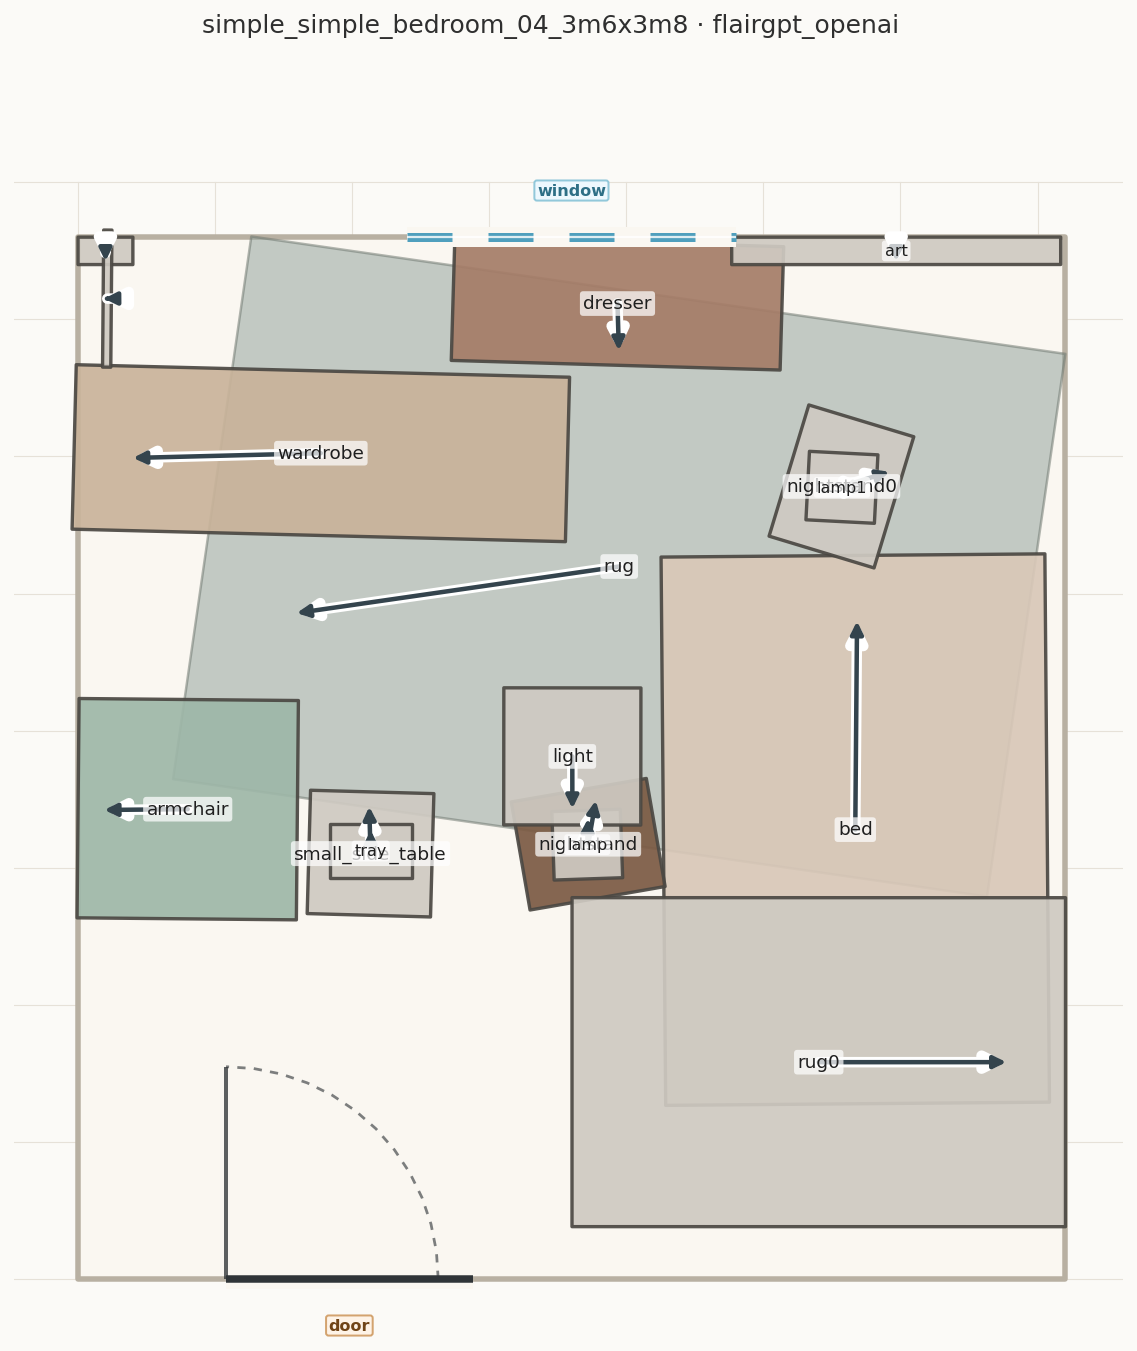 simple_simple_bedroom_04_3m6x3m8 · flairgpt_openai
window
art
dresser
wardrobe
lamp1
rug
light
armchair
bed
small_side_table
tray
rug0
door